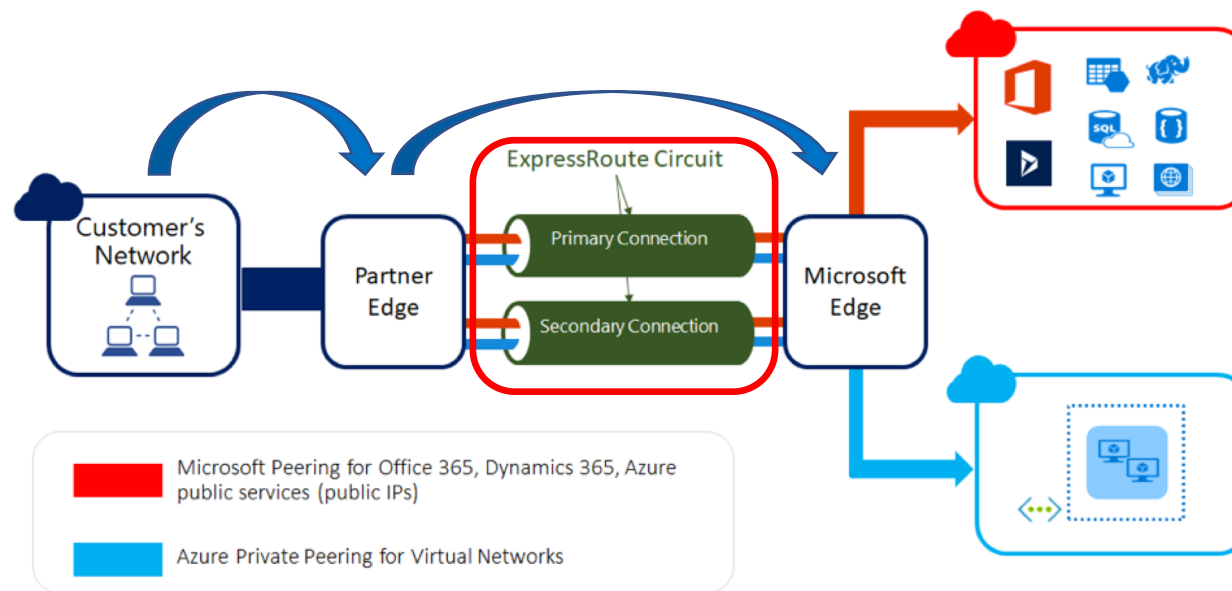 ExpressRoute Circuit
Customer's
Network
Partner
Edge
Primary Connection
Secondary Connection
Microsoft
Edge
SQL
Microsoft Peering for Office 365, Dynamics 365, Azure
public services (public IPs)
Azure Private Peering for Virtual Networks